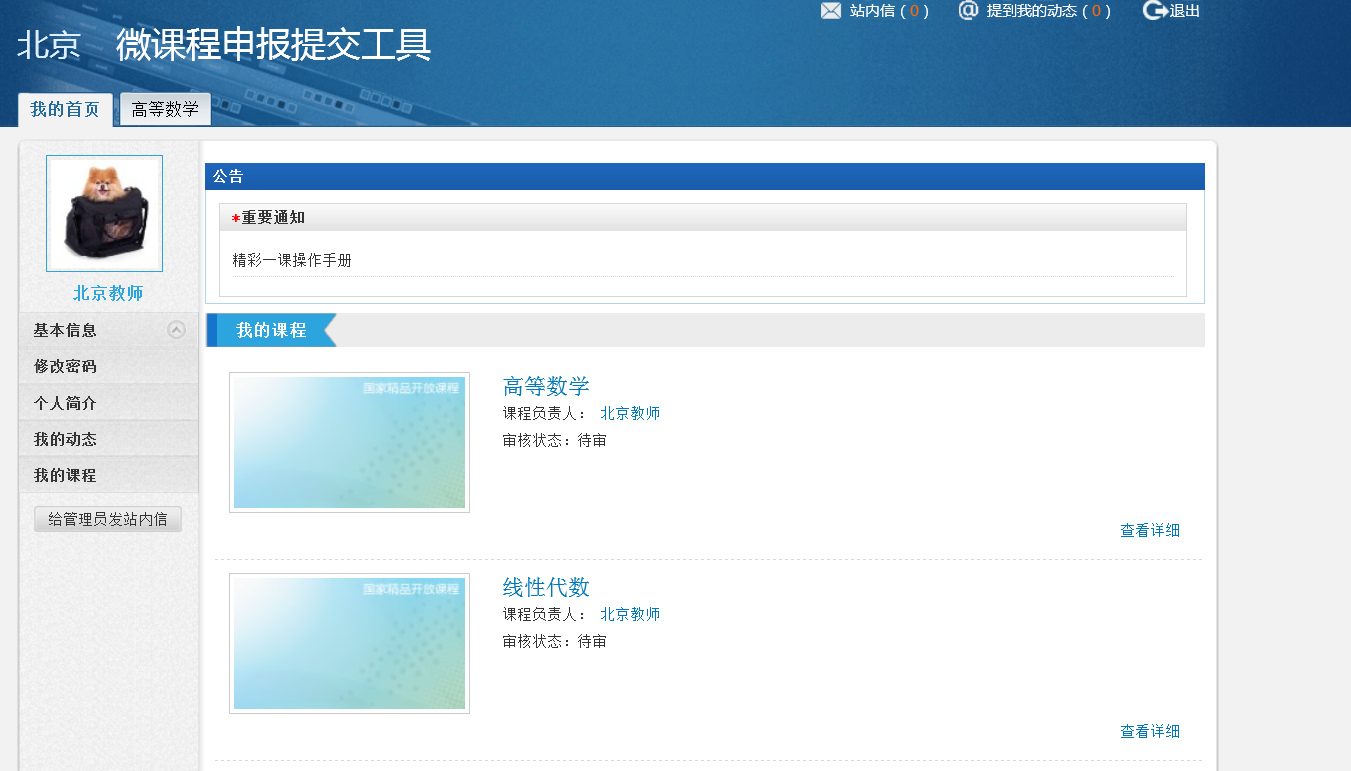 站内信 ( 0 ) 提到我的动态 ( 0 ) 退出
北京 微课程申报提交工具
我的首页 高等数学
公告
*重要通知
精彩一课操作手册
北京教师
基本信息
修改密码
个人简介
我的动态
我的课程
给管理员发站内信
我的课程
国家精品开放课程
高等数学
课程负责人： 北京教师
审核状态：待审
查看详细
国家精品开放课程
线性代数
课程负责人： 北京教师
审核状态：待审
查看详细